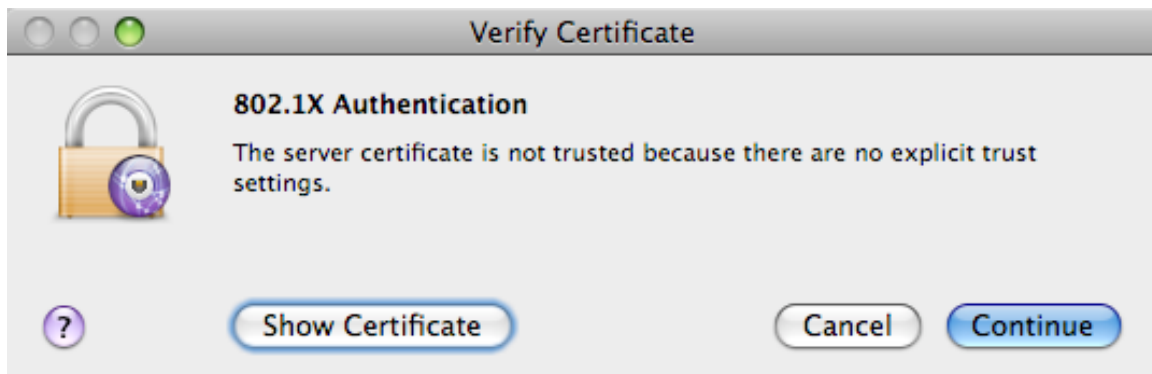 Verify Certificate
802.1X Authentication
The server certificate is not trusted because there are no explicit trust
settings.
?
Show Certificate
Cancel
Continue